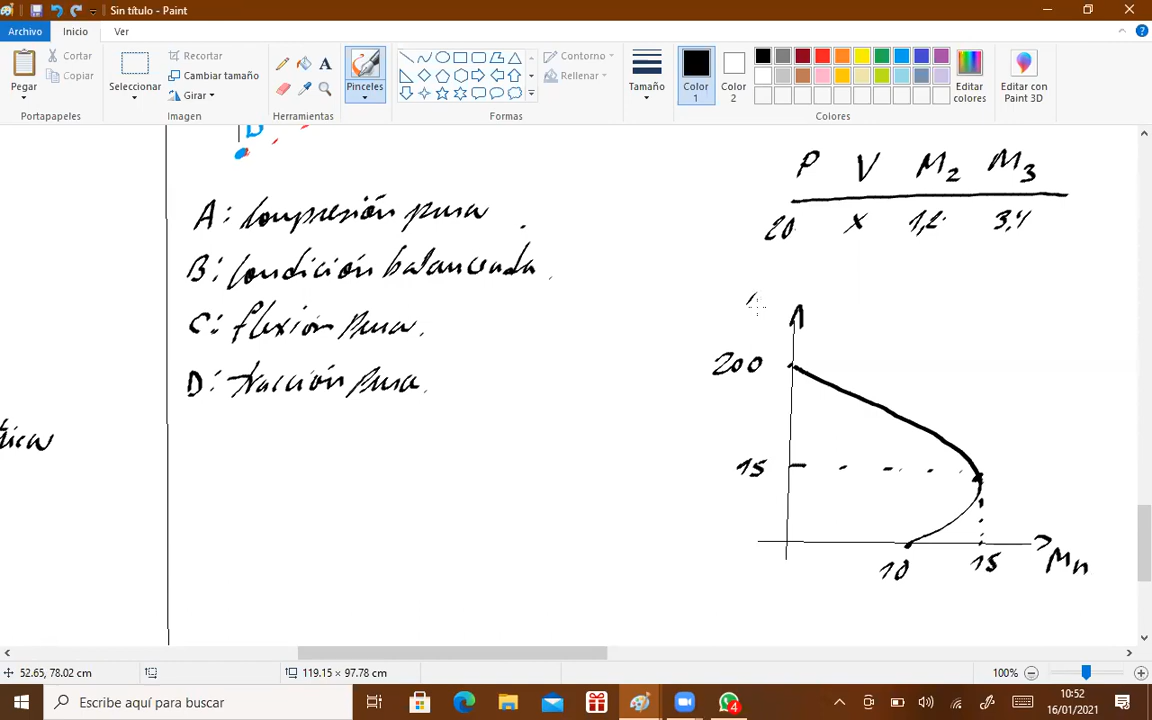 Sin título - Paint
Archivo Inicio Ver
Pegar
Cortar
Copiar
Portapapeles
Seleccionar
Recortar
Cambiar tamaño
Girar
Imagen
A
Herramientas
Pinceles
Contorno
Rellenar
Formas
Tamaño
Color 1
Color 2
Editar colores
Editar con Paint 3D
Colores
D
A: Compresión pura
B: Condición balanceada
C: flexión pura.
D: tracción pura.
P V M2 M3
20 X 1,2 3,4
200
15
10 15 Mn
52.65, 78.02 cm
119.15 × 97.78 cm
100%
Escribe aquí para buscar
4
10:52
16/01/2021